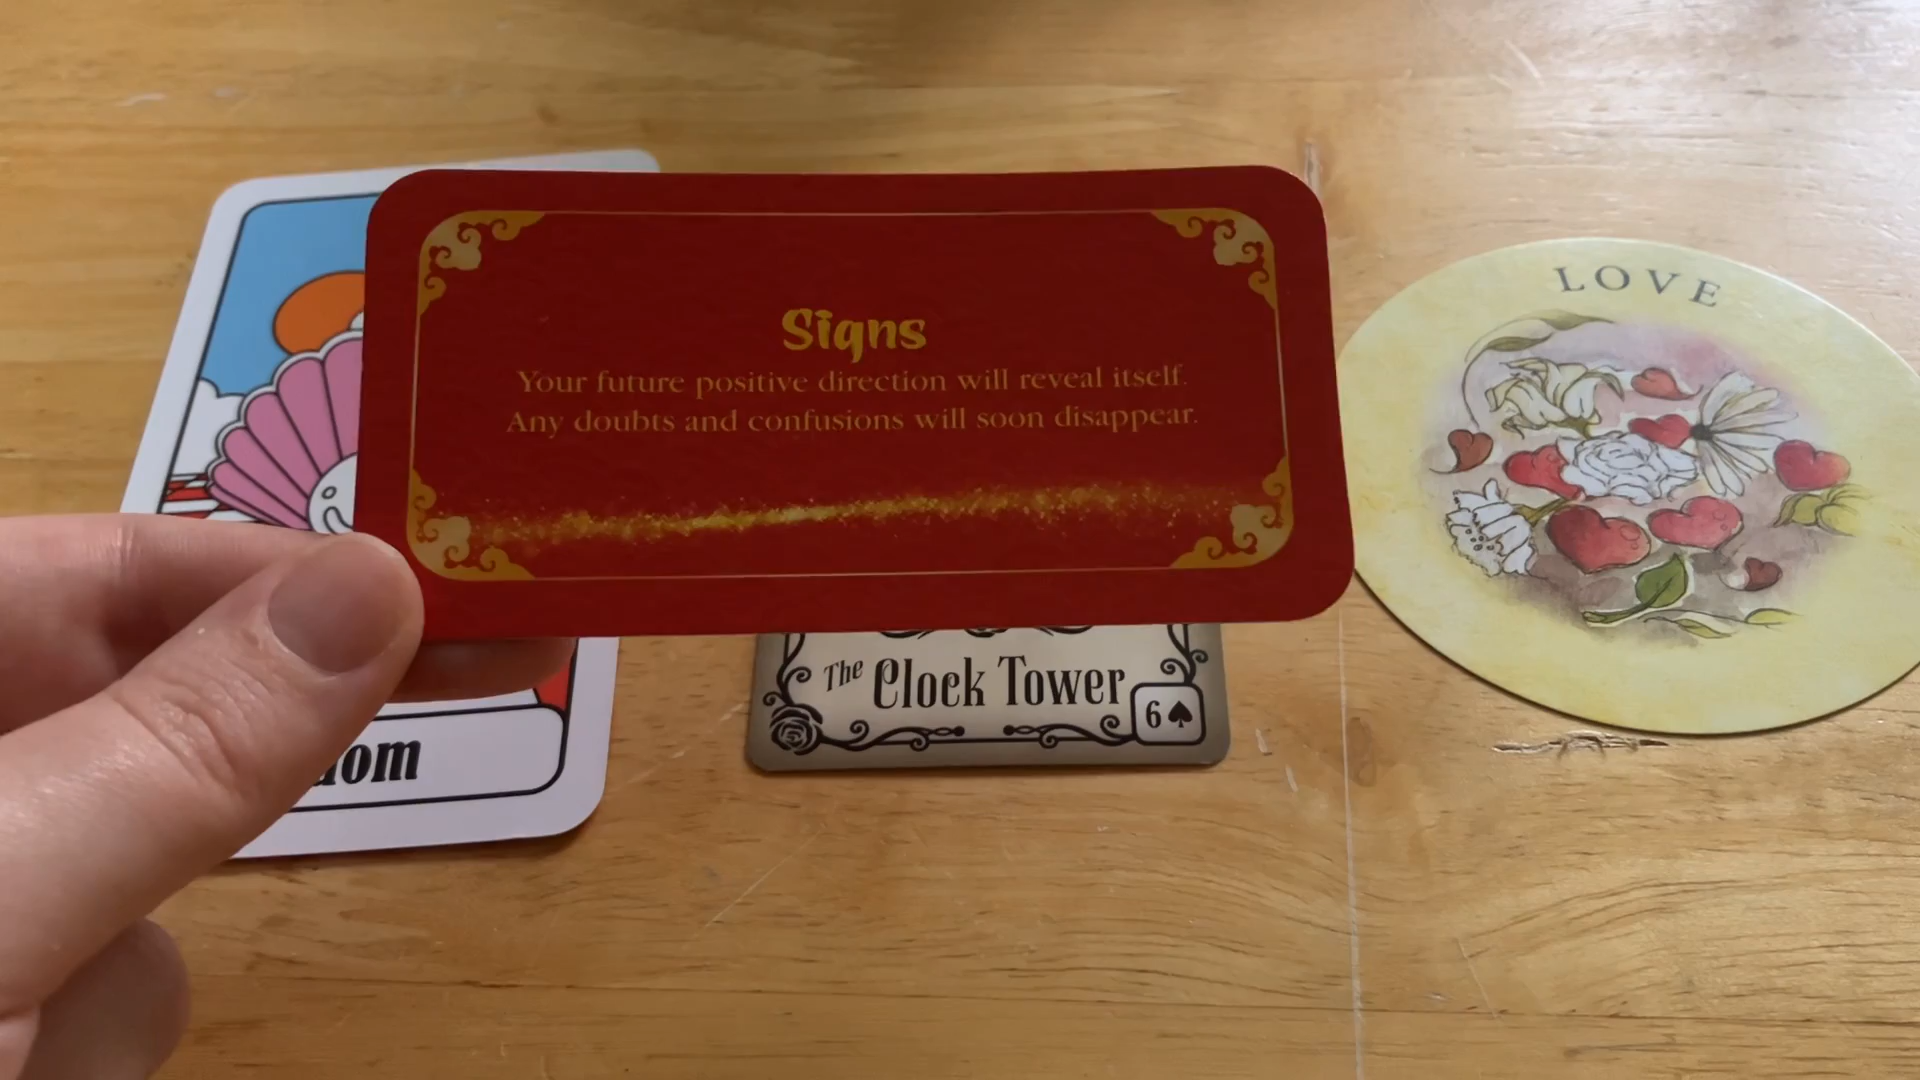 Signs
Your future positive direction will reveal itself.
Any doubts and confusions will soon disappear.
LOVE
The Clock Tower
6♠
dom